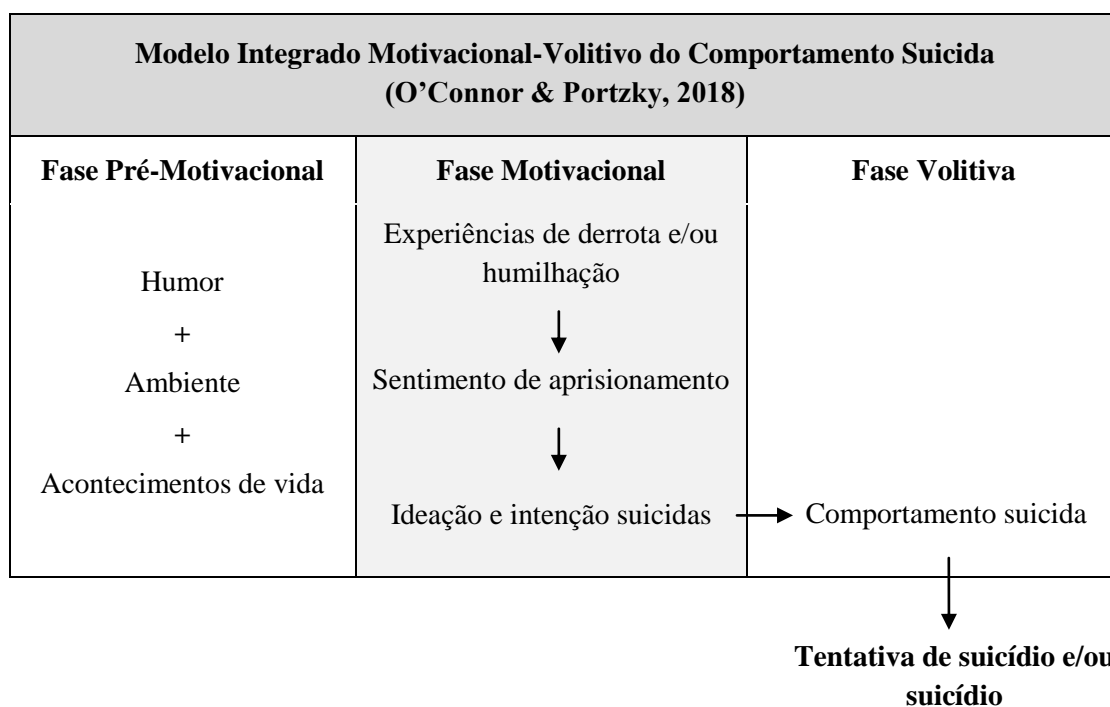 Modelo Integrado Motivacional-Volitivo do Comportamento Suicida
(O’Connor & Portzky, 2018)
Fase Pré-Motivacional
Humor
+
Ambiente
+
Acontecimentos de vida
Fase Motivacional
Experiências de derrota e/ou
humilhação
Sentimento de aprisionamento
Ideação e intenção suicidas
Fase Volitiva
Comportamento suicida
Tentativa de suicídio e/ou
suicídio